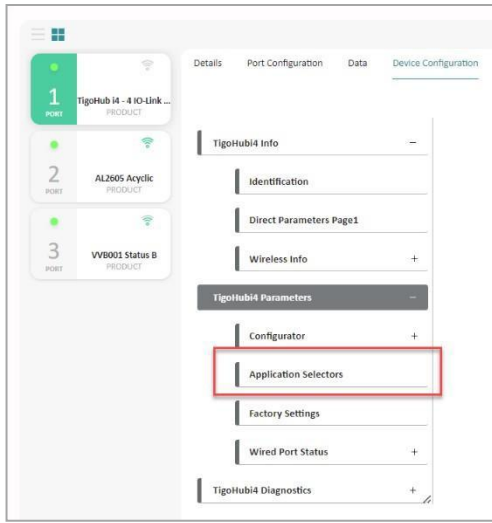 Details Port Configuration Data Device Configuration
1 TigoHub i4 - 4 IO-Link ...
PORT PRODUCT
2 AL2605 Acyclic
PORT PRODUCT
3 VVB001 Status B
PORT PRODUCT
TigoHubi4 Info −
Identification
Direct Parameters Page1
Wireless Info +
TigoHubi4 Parameters −
Configurator +
Application Selectors
Factory Settings
Wired Port Status +
TigoHubi4 Diagnostics +